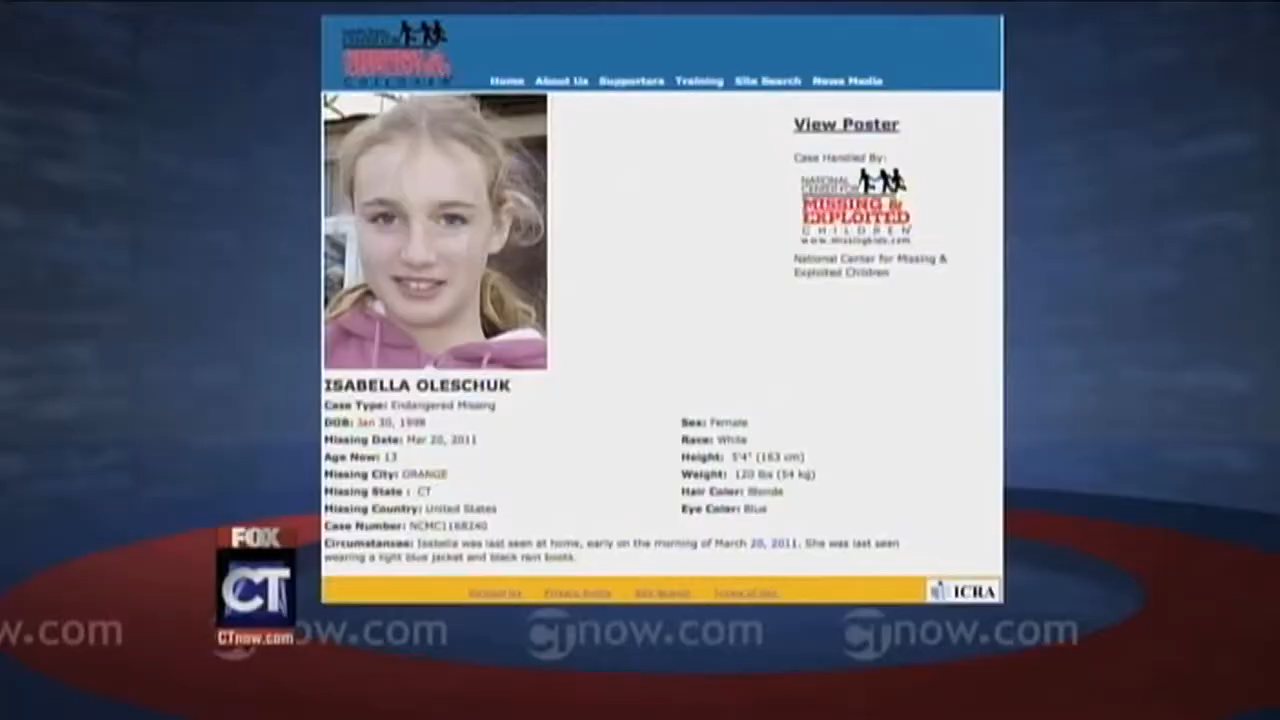 Home About Us Supporters Training Site Search News Media
View Poster
Case Handled By:
NATIONAL
CENTER FOR
MISSING &
EXPLOITED
CHILDREN
www.missingkids.com
National Center for Missing &
Exploited Children
ISABELLA OLESCHUK
Case Type: Endangered Missing
DOB: Jan 30, 1998
Missing Date: Mar 20, 2011
Age Now: 13
Missing City: ORANGE
Missing State : CT
Missing Country: United States
Case Number: NCMC1168240
Sex: Female
Race: White
Height: 5'4" (163 cm)
Weight: 120 lbs (54 kg)
Hair Color: Blonde
Eye Color: Blue
Circumstances: Isabella was last seen at home, early on the morning of March 20, 2011. She was last seen
wearing a light blue jacket and black rain boots.
ICRA
FOX
CT
CTnow.com
w.com now.com ctnow.com ctnow.com